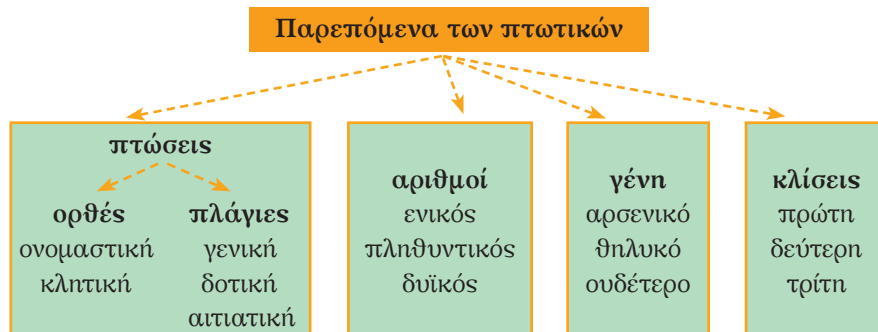 Παρεπόμενα των πτωτικών
πτώσεις
ορθές
ονομαστική
κλητική
πλάγιες
γενική
δοτική
αιτιατική
αριθμοί
ενικός
πληθυντικός
δυϊκός
γένη
αρσενικό
θηλυκό
ουδέτερο
κλίσεις
πρώτη
δεύτερη
τρίτη